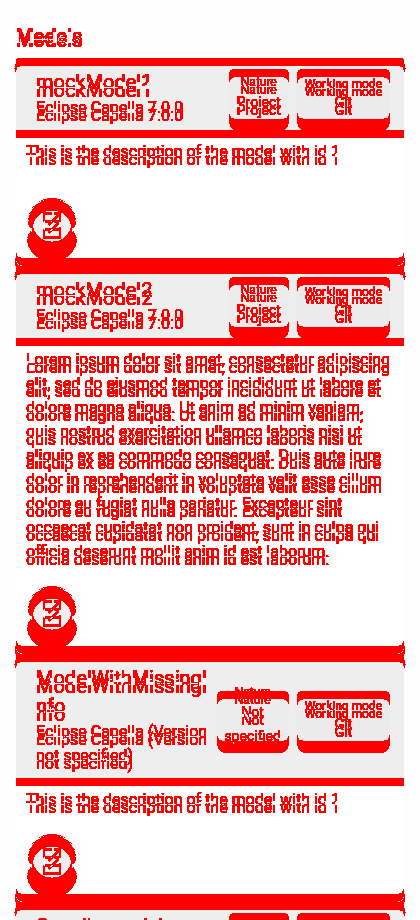 Models
mockModel1
Eclipse Capella 7.0.0
Nature
Project
Working mode
Git
This is the description of the model with id 1
mockModel2
Eclipse Capella 7.0.0
Nature
Project
Working mode
Git
Lorem ipsum dolor sit amet, consectetur adipiscing
elit, sed do eiusmod tempor incididunt ut labore et
dolore magna aliqua. Ut enim ad minim veniam,
quis nostrud exercitation ullamco laboris nisi ut
aliquip ex ea commodo consequat. Duis aute irure
dolor in reprehenderit in voluptate velit esse cillum
dolore eu fugiat nulla pariatur. Excepteur sint
occaecat cupidatat non proident, sunt in culpa qui
officia deserunt mollit anim id est laborum.
ModelWithMissingI
nfo
Eclipse Capella (Version
not specified)
Nature
Not
specified
Working mode
Git
This is the description of the model with id 1